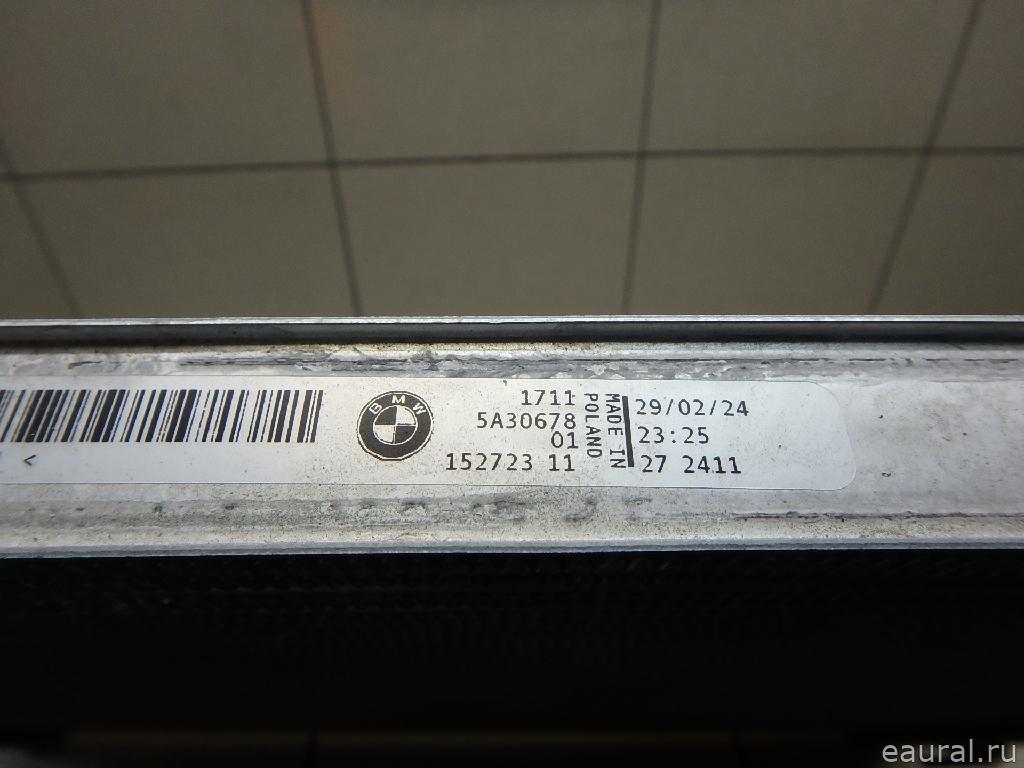 BMW
1711
5A30678
01
152723 11
MADE IN
POLAND
29/02/24
23:25
27 2411
<
eaural.ru